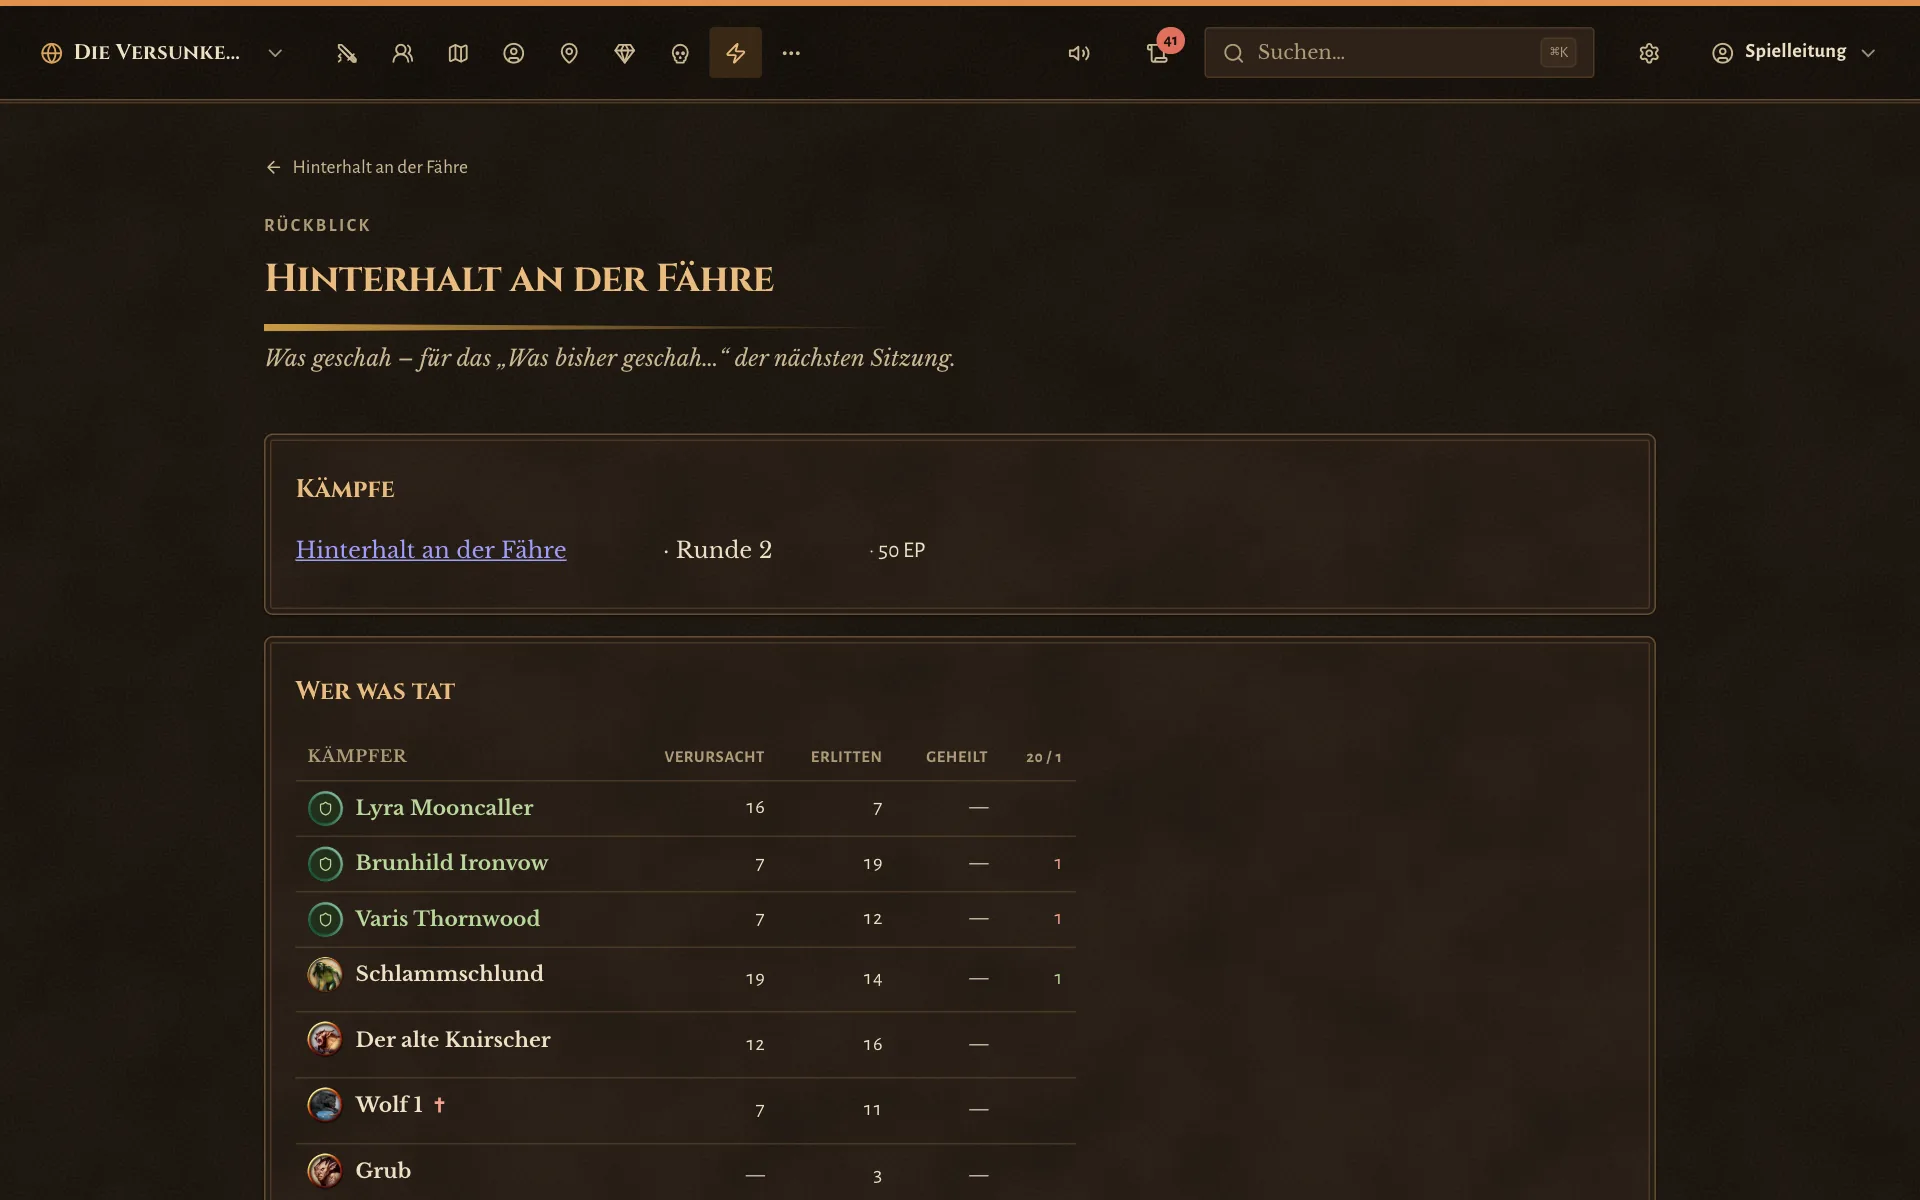 Die Versunke...
41
Suchen...
⌘K
Spielleitung
← Hinterhalt an der Fähre
RÜCKBLICK
Hinterhalt an der Fähre
Was geschah – für das „Was bisher geschah...“ der nächsten Sitzung.
Kämpfe
Hinterhalt an der Fähre · Runde 2 · 50 EP
Wer was tat
KÄMPFER VERURSACHT ERLITTEN GEHEILT 20 / 1
Lyra Mooncaller 16 7 —
Brunhild Ironvow 7 19 — 1
Varis Thornwood 7 12 — 1
Schlammschlund 19 14 — 1
Der alte Knirscher 12 16 —
Wolf 1 † 7 11 —
Grub — 3 —